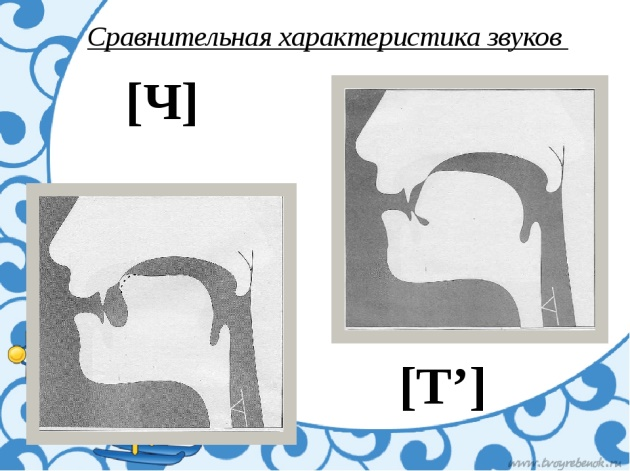 Сравнительная характеристика звуков
[Ч]
[Т’]
www.tvoyrebenok.ru